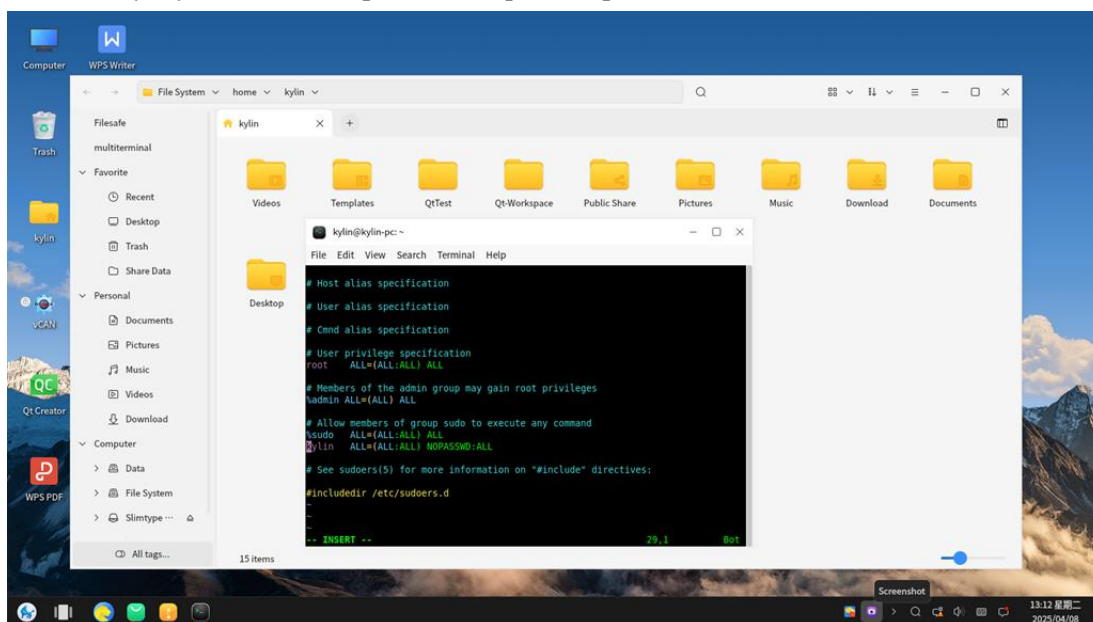 Computer
WPS Writer
Trash
kylin
vCAN
Qt Creator
WPS PDF
File System
home
kylin
Filesafe
multiterminal
Favorite
Recent
Desktop
Trash
Share Data
Personal
Documents
Pictures
Music
Videos
Download
Computer
Data
File System
Slimtype ···
All tags...
kylin
Videos
Templates
QtTest
Qt-Workspace
Public Share
Pictures
Music
Download
Documents
Desktop
15 items
kylin@kylin-pc: ~
File Edit View Search Terminal Help
# Host alias specification
# User alias specification
# Cmnd alias specification
# User privilege specification
root ALL=(ALL:ALL) ALL
# Members of the admin group may gain root privileges
%admin ALL=(ALL) ALL
# Allow members of group sudo to execute any command
%sudo ALL=(ALL:ALL) ALL
kylin ALL=(ALL:ALL) NOPASSWD:ALL
# See sudoers(5) for more information on "#include" directives:
#includedir /etc/sudoers.d
~
~
~
-- INSERT -- 29,1 Bot
Screenshot
13:12 星期二
2025/04/08